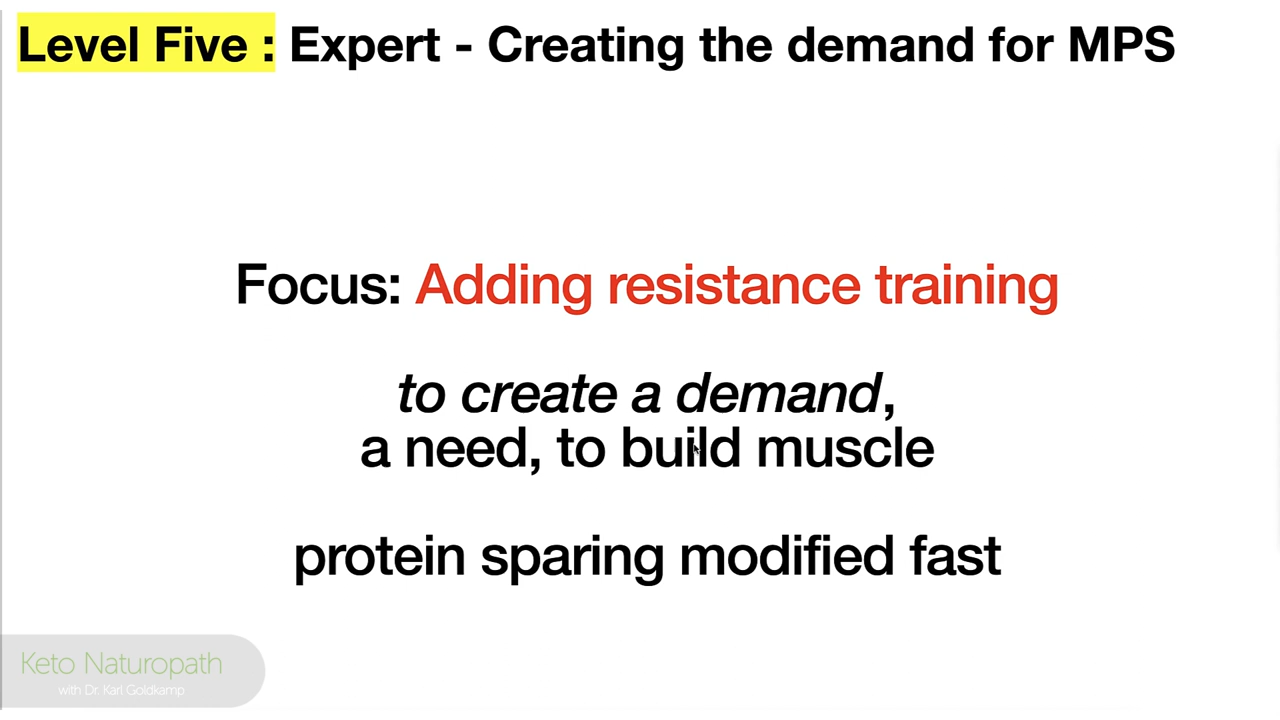 Level Five : Expert - Creating the demand for MPS
Focus: Adding resistance training
to create a demand,
a need, to build muscle
protein sparing modified fast
Keto Naturopath
with Dr. Karl Goldkamp